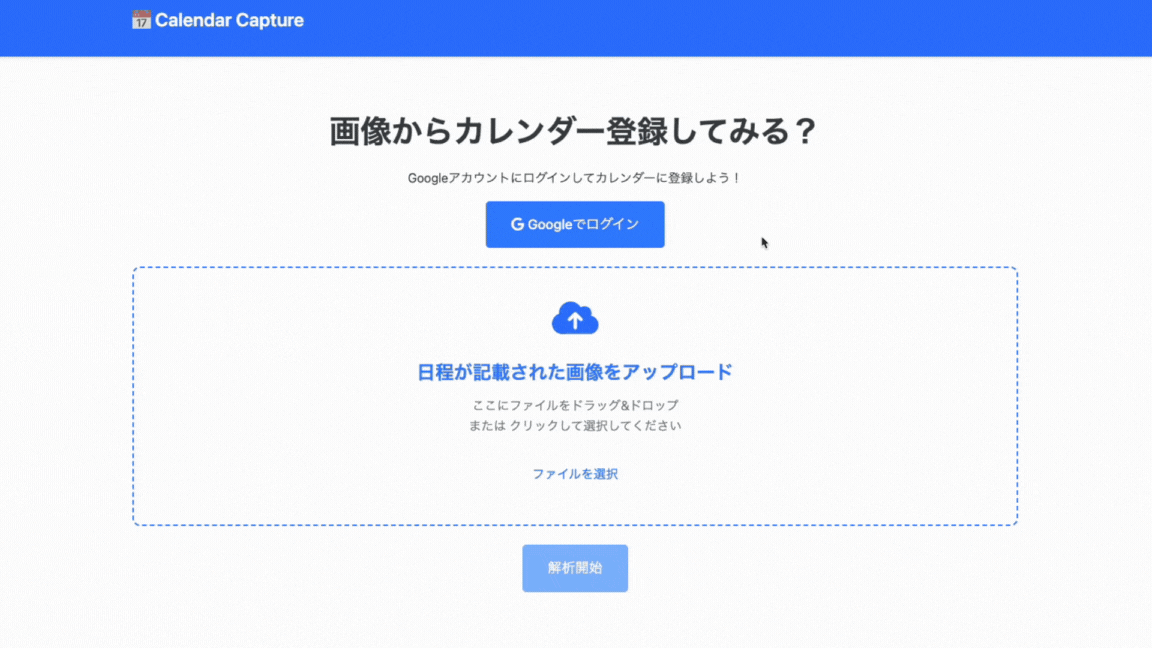 17 Calendar Capture
画像からカレンダー登録してみる？
Googleアカウントにログインしてカレンダーに登録しよう！
G Googleでログイン
日程が記載された画像をアップロード
ここにファイルをドラッグ&ドロップ
または クリックして選択してください
ファイルを選択
解析開始